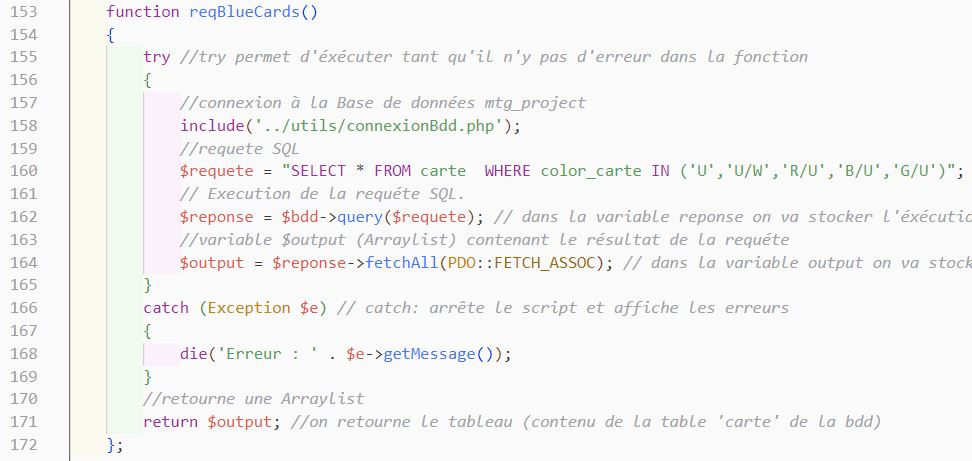 153 function reqBlueCards()
154 {
155 try //try permet d'éxécuter tant qu'il n'y pas d'erreur dans la fonction
156 {
157 //connexion à la Base de données mtg_project
158 include('../utils/connexionBdd.php');
159 //requete SQL
160 $requete = "SELECT * FROM carte  WHERE color_carte IN ('U','U/W','R/U','B/U','G/U')";
161 // Execution de la requéte SQL.
162 $reponse = $bdd->query($requete); // dans la variable reponse on va stocker l'éxécutio
163 //variable $output (Arraylist) contenant le résultat de la requéte
164 $output = $reponse->fetchAll(PDO::FETCH_ASSOC); // dans la variable output on va stock
165 }
166 catch (Exception $e) // catch: arrête le script et affiche les erreurs
167 {
168 die('Erreur : ' . $e->getMessage());
169 }
170 //retourne une Arraylist
171 return $output; //on retourne le tableau (contenu de la table 'carte' de la bdd)
172 };